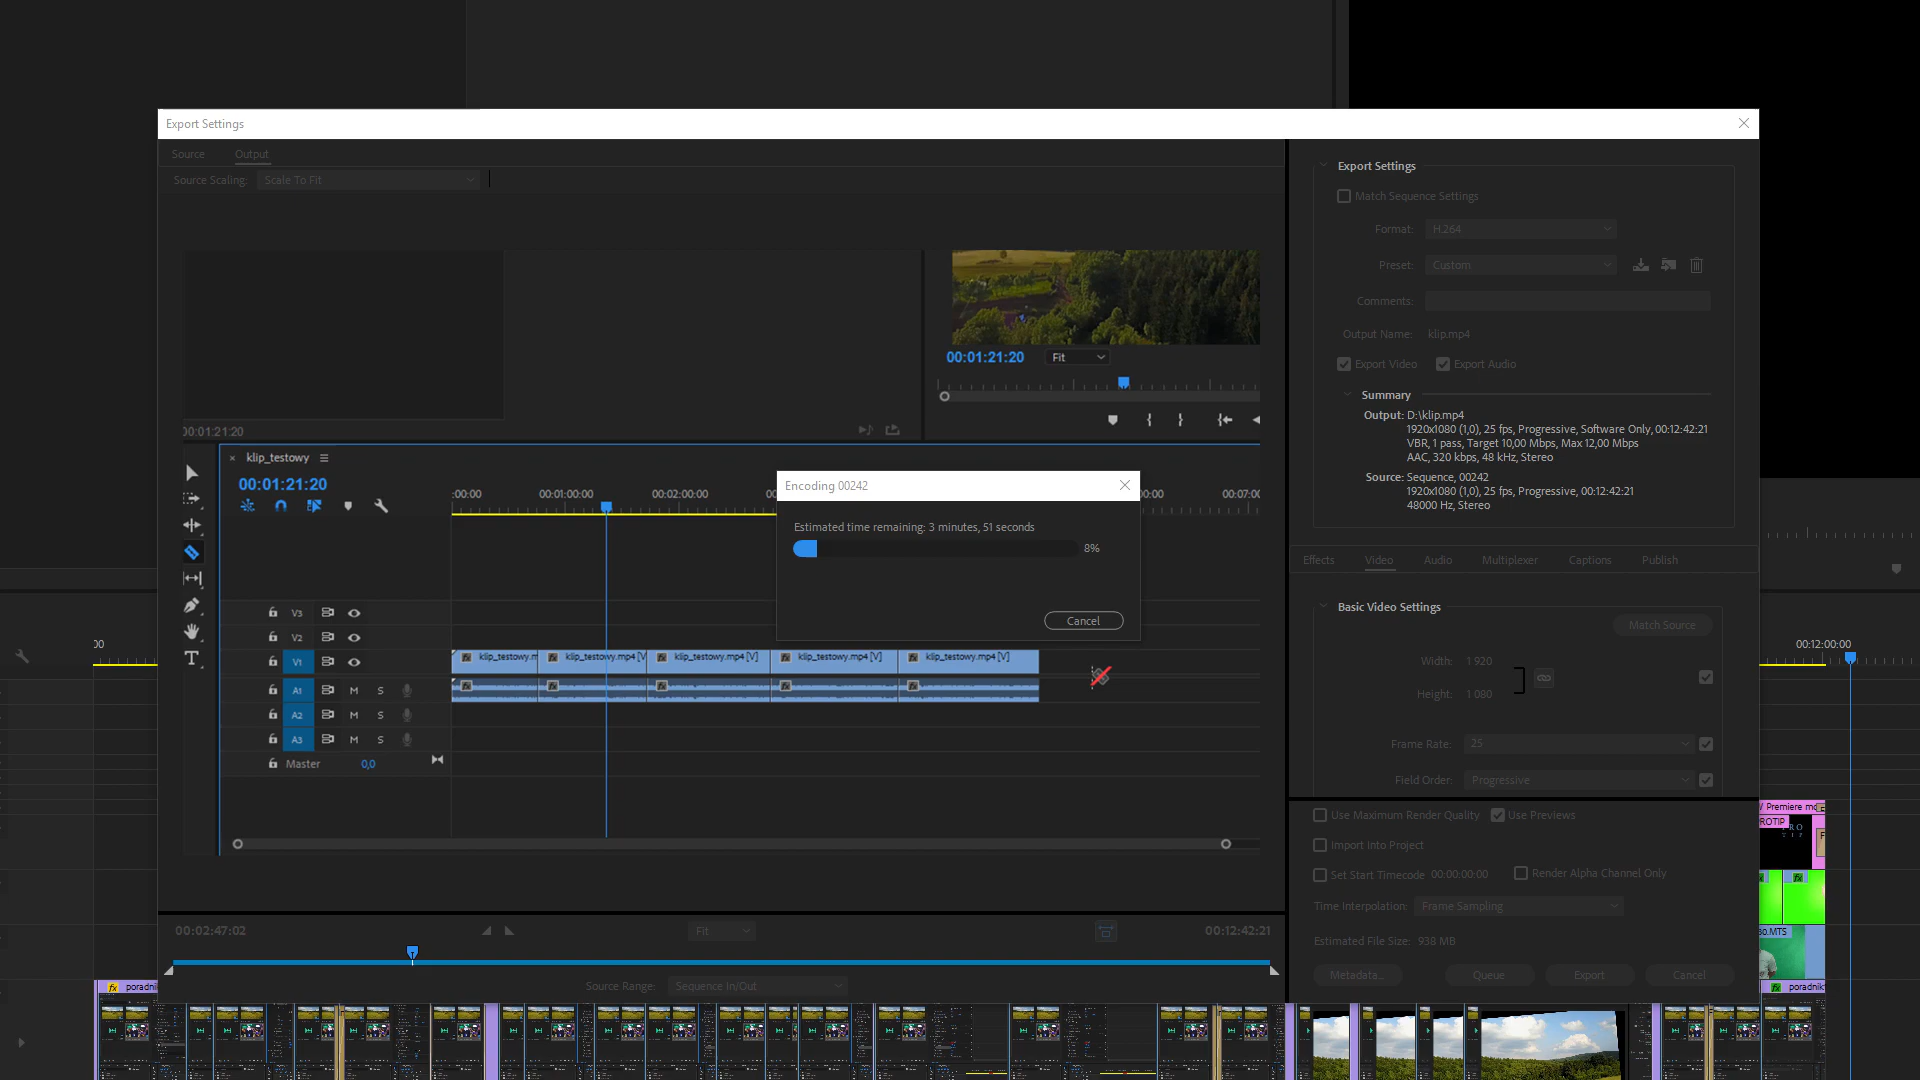 Export Settings
Source Output
Source Scaling: Scale To Fit
00:01:21:20 Fit
00:01:21:20
klip_testowy
00:01:21:20
:00:00 00:01:00:00 00:02:00:00
V3
V2
V1
klip_testowy.m klip_testowy.mp4 [V klip_testowy.mp4 [V] klip_testowy.mp4 [V] klip_testowy.mp4 [V]
A1 M S
A2 M S
A3 M S
Master 0,0
Encoding 00242
Estimated time remaining: 3 minutes, 51 seconds
8%
Cancel
00:02:47:02 Fit 00:12:42:21
Source Range: Sequence In/Out
Export Settings
Match Sequence Settings
Format: H.264
Preset: Custom
Comments:
Output Name: klip.mp4
Export Video Export Audio
Summary
Output: D:\klip.mp4
1920x1080 (1,0), 25 fps, Progressive, Software Only, 00:12:42:21
VBR, 1 pass, Target 10,00 Mbps, Max 12,00 Mbps
AAC, 320 kbps, 48 kHz, Stereo
Source: Sequence, 00242
1920x1080 (1,0), 25 fps, Progressive, 00:12:42:21
48000 Hz, Stereo
Effects Video Audio Multiplexer Captions Publish
Basic Video Settings
Match Source
Width: 1 920
Height: 1 080
Frame Rate: 25
Field Order: Progressive
Use Maximum Render Quality Use Previews
Import Into Project
Set Start Timecode 00:00:00:00 Render Alpha Channel Only
Time Interpolation: Frame Sampling
Estimated File Size: 938 MB
Metadata... Queue Export Cancel
00:12:00:00
Premiere mo
ROTIP
.MTS
poradnik
poradnik